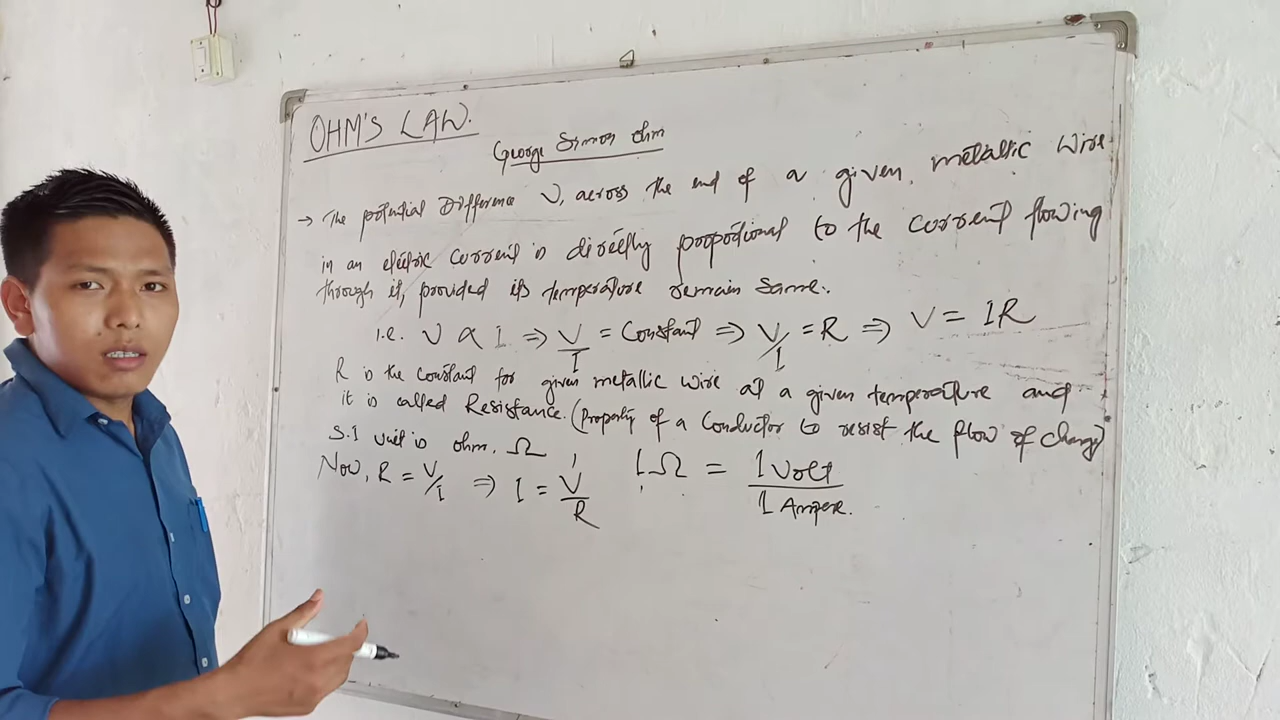 OHM'S LAW.
George Simon Ohm
→ The potential Difference V, across the end of a given metallic wire
in an electric current is directly proportional to the current flowing
through it, provided its temperature remain same.
i.e. V ∝ I ⇒ V/I = Constant ⇒ V/I = R ⇒ V = IR
R is the constant for given metallic wire at a given temperature and
it is called Resistance. (Property of a Conductor to resist the flow of charge)
S.I unit is ohm, Ω
Now, R = V/I ⇒ I = V/R 1Ω = 1 Volt / 1 Ampere.